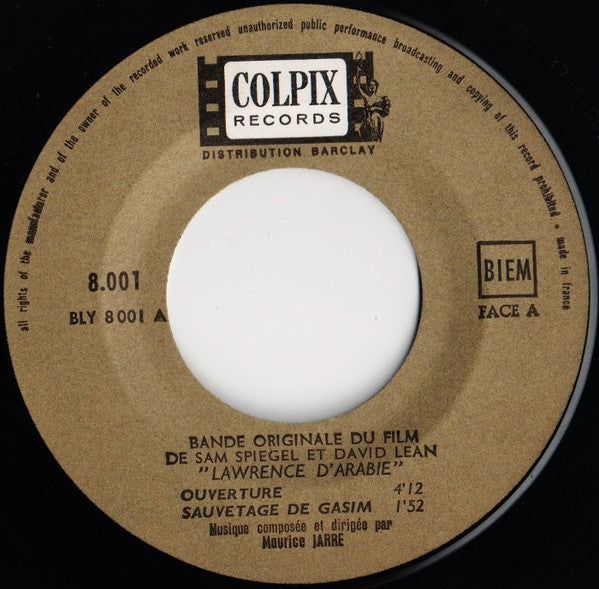 all rights of the manufacturer and of the owner of the recorded work reserved unauthorized public performance broadcasting and copying of this record prohibited • made in france
COLPIX
RECORDS
DISTRIBUTION BARCLAY
8.001
BLY 8001 A
BIEM
FACE A
BANDE ORIGINALE DU FILM
DE SAM SPIEGEL ET DAVID LEAN
"LAWRENCE D'ARABIE"
OUVERTURE 4'12
SAUVETAGE DE GASIM 1'52
Musique composée et dirigée par
Maurice JARRE